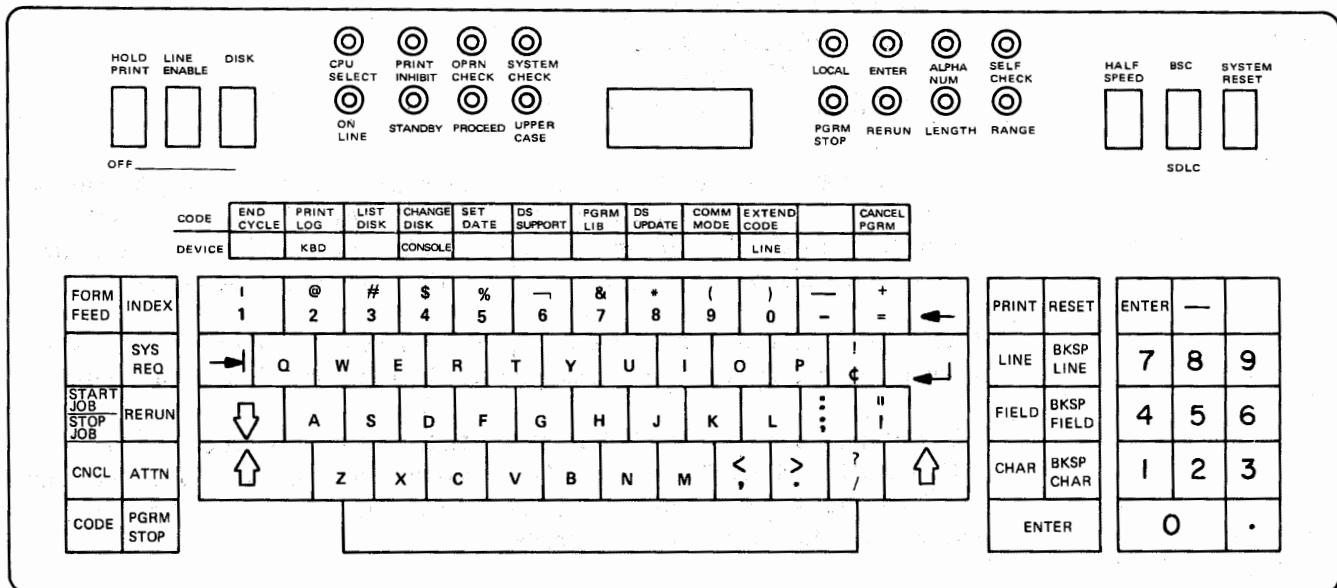 HOLD PRINT
LINE ENABLE
DISK
OFF
CPU SELECT
PRINT INHIBIT
OPRN CHECK
SYSTEM CHECK
ON LINE
STANDBY
PROCEED
UPPER CASE
LOCAL
ENTER
ALPHA NUM
SELF CHECK
PGRM STOP
RERUN
LENGTH
RANGE
HALF SPEED
BSC
SDLC
SYSTEM RESET
CODE END CYCLE PRINT LOG LIST DISK CHANGE DISK SET DATE DS SUPPORT PGRM LIB DS UPDATE COMM MODE EXTEND CODE CANCEL PGRM
DEVICE KBD CONSOLE LINE
FORM FEED INDEX
SYS REQ
START JOB STOP JOB RERUN
CNCL ATTN
CODE PGRM STOP
| @ # $ % ¬ & * ( ) — +
1 2 3 4 5 6 7 8 9 0 - = ←
→| Q W E R T Y U I O P ! ¢ ↵
⇩ A S D F G H J K L : ; " '
⇧ Z X C V B N M < , > . ? / ⇧
PRINT RESET
LINE BKSP LINE
FIELD BKSP FIELD
CHAR BKSP CHAR
ENTER
ENTER —
7 8 9
4 5 6
1 2 3
0 .